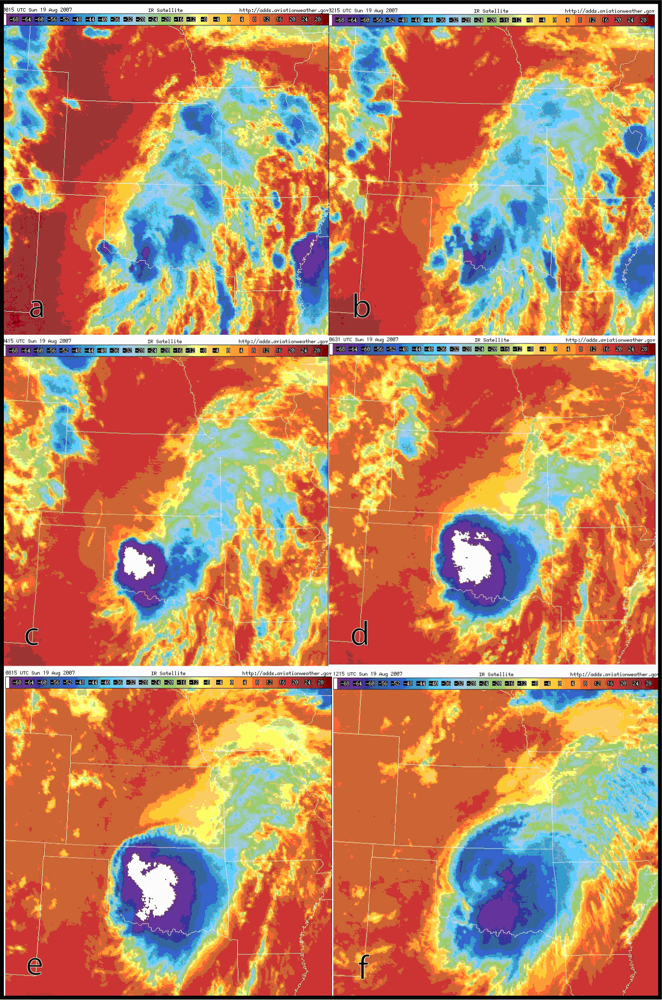 0015 UTC Sun 19 Aug 2007 IR Satellite http://adds.aviationweather.gov
-68 -64 -60 -56 -52 -48 -44 -40 -36 -32 -28 -24 -20 -16 -12 -8 -4 0 4 8 12 16 20 24 28
a
0215 UTC Sun 19 Aug 2007 IR Satellite http://adds.aviationweather.gov
-68 -64 -60 -56 -52 -48 -44 -40 -36 -32 -28 -24 -20 -16 -12 -8 -4 0 4 8 12 16 20 24 28
b
0415 UTC Sun 19 Aug 2007 IR Satellite http://adds.aviationweather.gov
-68 -64 -60 -56 -52 -48 -44 -40 -36 -32 -28 -24 -20 -16 -12 -8 -4 0 4 8 12 16 20 24 28
c
0631 UTC Sun 19 Aug 2007 IR Satellite http://adds.aviationweather.gov
-68 -64 -60 -56 -52 -48 -44 -40 -36 -32 -28 -24 -20 -16 -12 -8 -4 0 4 8 12 16 20 24 28
d
0815 UTC Sun 19 Aug 2007 IR Satellite http://adds.aviationweather.gov
-68 -64 -60 -56 -52 -48 -44 -40 -36 -32 -28 -24 -20 -16 -12 -8 -4 0 4 8 12 16 20 24 28
e
1215 UTC Sun 19 Aug 2007 IR Satellite http://adds.aviationweather.gov
-68 -64 -60 -56 -52 -48 -44 -40 -36 -32 -28 -24 -20 -16 -12 -8 -4 0 4 8 12 16 20 24 28
f